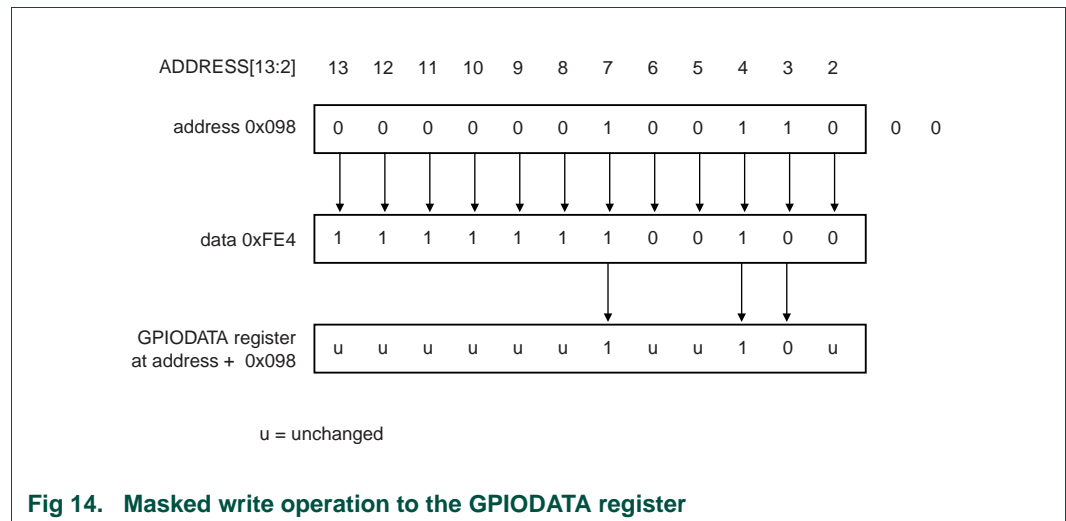 ADDRESS[13:2] 13 12 11 10 9 8 7 6 5 4 3 2
address 0x098 0 0 0 0 0 0 1 0 0 1 1 0 0 0
data 0xFE4 1 1 1 1 1 1 1 0 0 1 0 0
GPIODATA register
at address + 0x098
u u u u u u 1 u u 1 0 u
u = unchanged
Fig 14. Masked write operation to the GPIODATA register